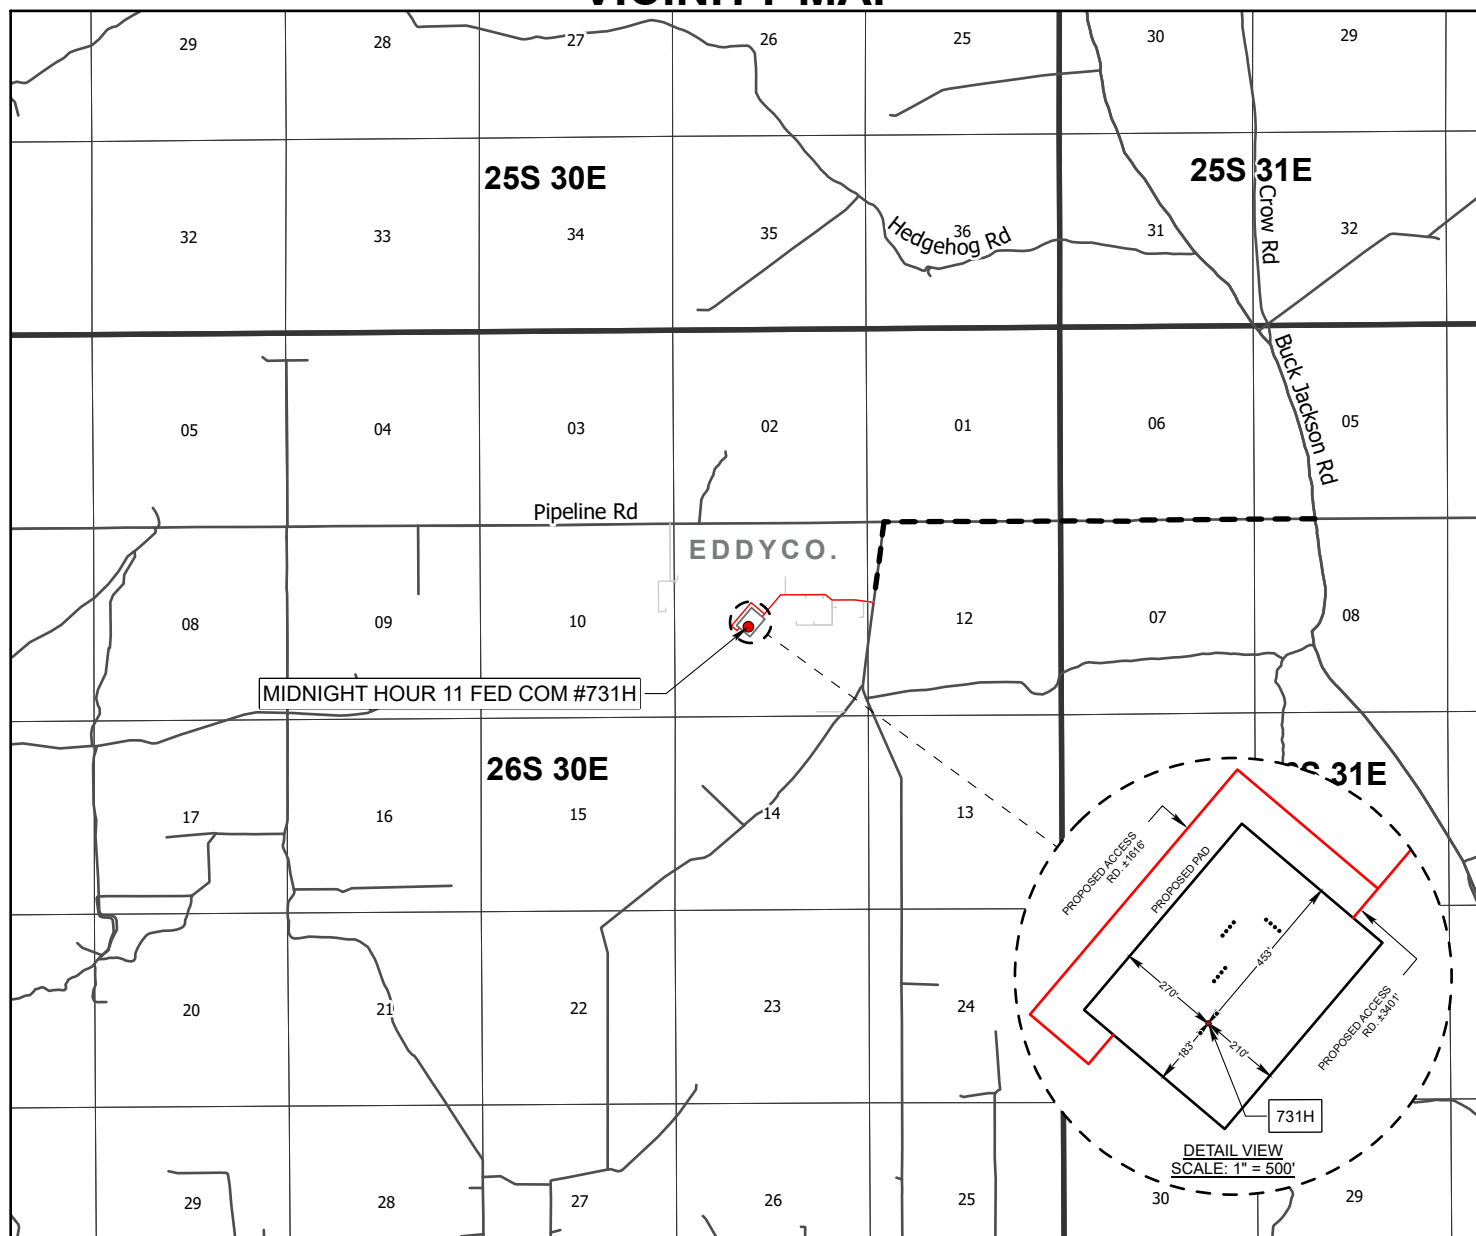 VICINITY MAP
29 28 27 26 25 30 29
25S 30E
25S 31E
Crow Rd
32 33 34 35 36 31 32
Hedgehog Rd
Buck Jackson Rd
05 04 03 02 01 06 05
Pipeline Rd
EDDY CO.
08 09 10 12 07 08
MIDNIGHT HOUR 11 FED COM #731H
26S 30E
S 31E
17 16 15 14 13
PROPOSED ACCESS
RD. ±1616'
PROPOSED PAD
453'
270'
183'
210'
PROPOSED ACCESS
RD. ±3401'
20 21 22 23 24
731H
DETAIL VIEW
SCALE: 1" = 500'
29 28 27 26 25 30 29